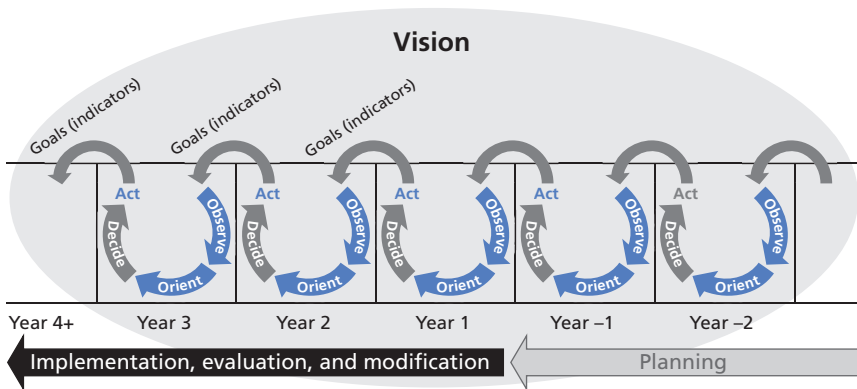 Vision
Goals (indicators)
Goals (indicators)
Goals (indicators)
Act
Observe
Orient
Decide
Act
Observe
Orient
Decide
Act
Observe
Orient
Decide
Act
Observe
Orient
Decide
Act
Observe
Orient
Decide
Year 4+
Year 3
Year 2
Year 1
Year –1
Year –2
Implementation, evaluation, and modification
Planning